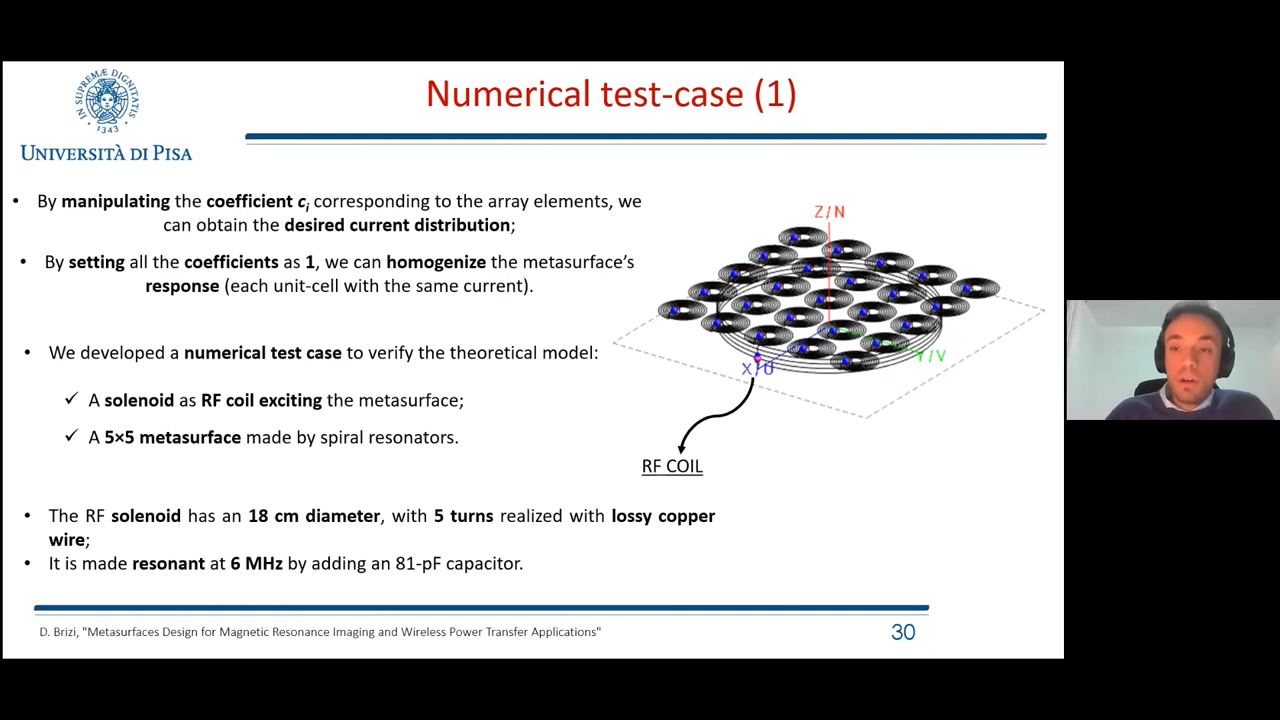 Numerical test-case (1)
IN SUPREMÆ DIGNITATIS
• 1343 •
UNIVERSITÀ DI PISA
• By manipulating the coefficient ci corresponding to the array elements, we
can obtain the desired current distribution;
• By setting all the coefficients as 1, we can homogenize the metasurface's
response (each unit-cell with the same current).
• We developed a numerical test case to verify the theoretical model:
✓ A solenoid as RF coil exciting the metasurface;
✓ A 5×5 metasurface made by spiral resonators.
Z/N
Y/V
X/U
RF COIL
• The RF solenoid has an 18 cm diameter, with 5 turns realized with lossy copper
wire;
• It is made resonant at 6 MHz by adding an 81-pF capacitor.
D. Brizi, "Metasurfaces Design for Magnetic Resonance Imaging and Wireless Power Transfer Applications"
30